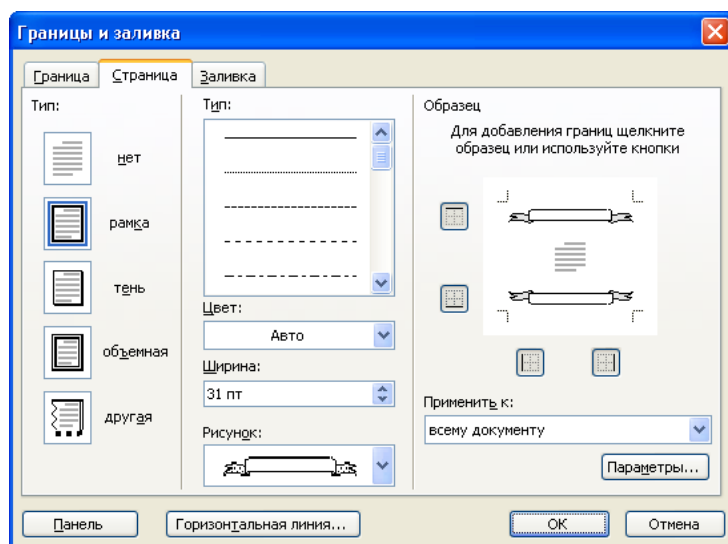 Границы и заливка
Граница
Страница
Заливка
Тип:
нет
рамка
тень
объемная
другая
Тип:
Цвет:
Авто
Ширина:
31 пт
Рисунок:
Образец
Для добавления границ щелкните
образец или используйте кнопки
Применить к:
всему документу
Параметры...
Панель
Горизонтальная линия...
ОК
Отмена